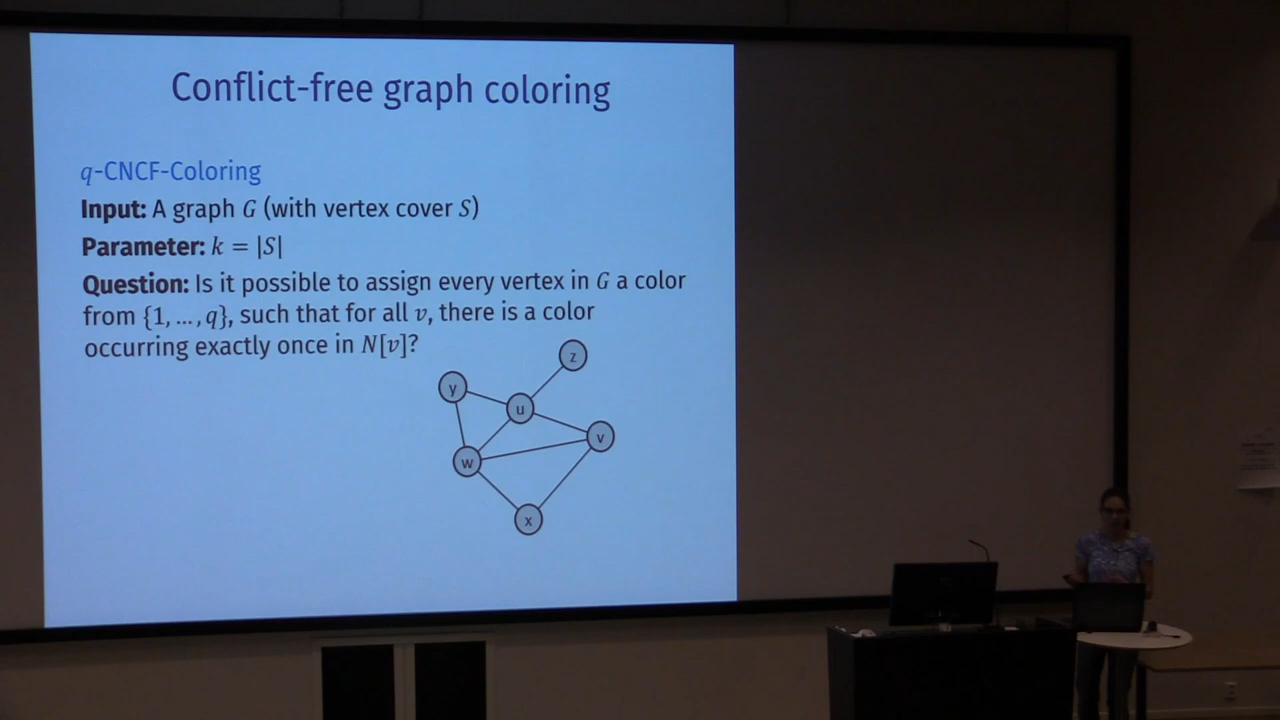 Conflict-free graph coloring
q-CNCF-Coloring
Input: A graph G (with vertex cover S)
Parameter: k = |S|
Question: Is it possible to assign every vertex in G a color
from {1, ..., q}, such that for all v, there is a color
occurring exactly once in N[v]?
z
y
u
v
w
x